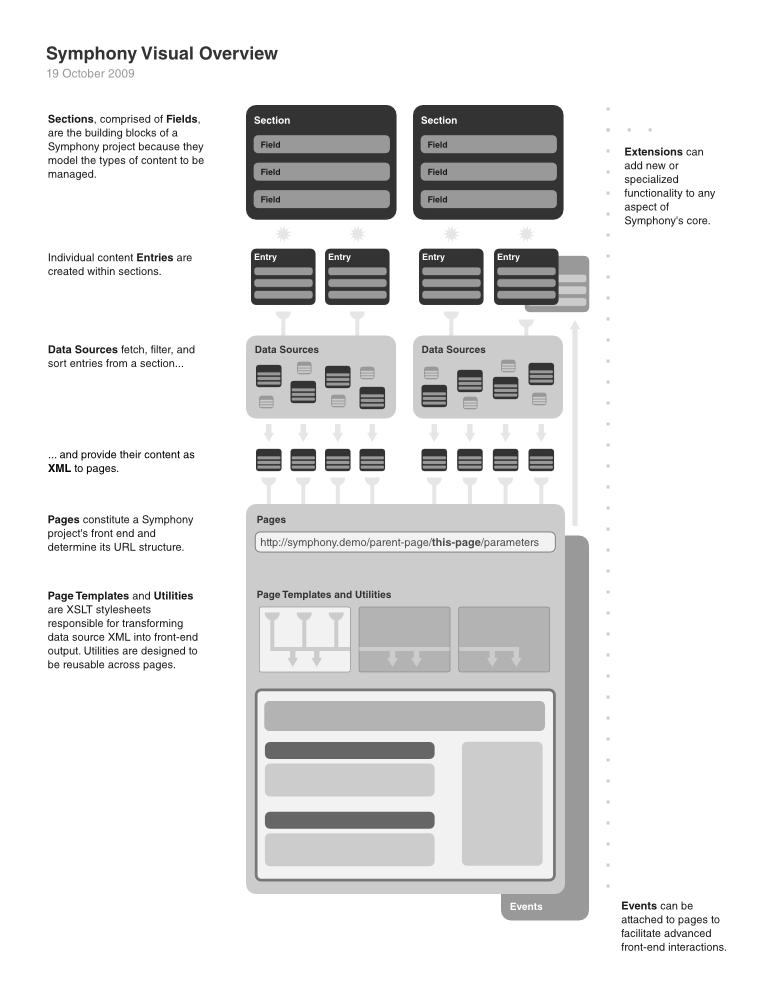 Symphony Visual Overview
19 October 2009
Sections, comprised of Fields,
are the building blocks of a
Symphony project because they
model the types of content to be
managed.
Section
Field
Field
Field
Section
Field
Field
Field
Extensions can
add new or
specialized
functionality to any
aspect of
Symphony's core.
Individual content Entries are
created within sections.
Entry
Entry
Entry
Entry
Data Sources fetch, filter, and
sort entries from a section...
Data Sources
Data Sources
... and provide their content as
XML to pages.
Pages constitute a Symphony
project's front end and
determine its URL structure.
Pages
http://symphony.demo/parent-page/this-page/parameters
Page Templates and Utilities
are XSLT stylesheets
responsible for transforming
data source XML into front-end
output. Utilities are designed to
be reusable across pages.
Page Templates and Utilities
Events
Events can be
attached to pages to
facilitate advanced
front-end interactions.